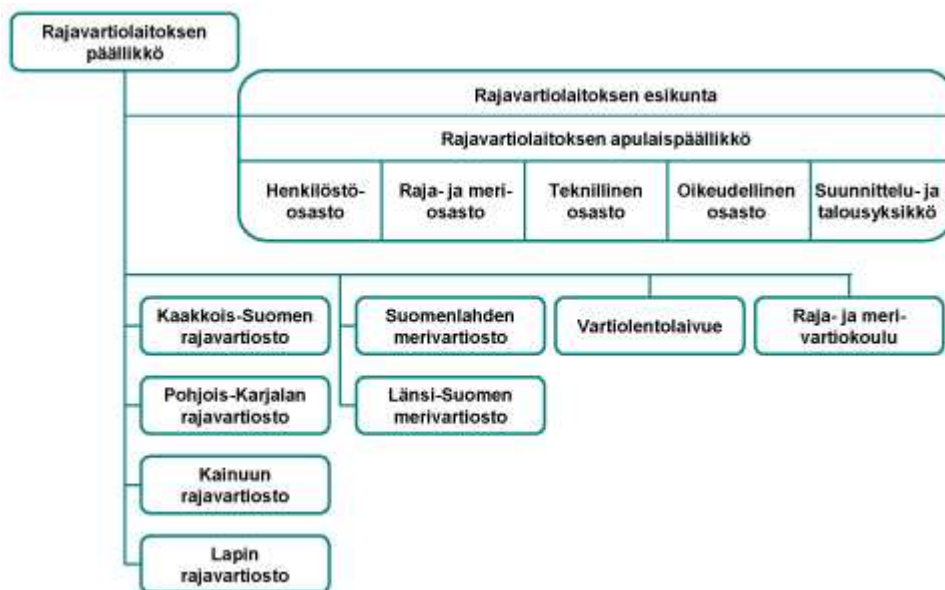 Rajavartiolaitoksen
päällikkö
Rajavartiolaitoksen esikunta
Rajavartiolaitoksen apulaispäällikkö
Henkilöstö-
osasto
Raja- ja meri-
osasto
Teknillinen
osasto
Oikeudellinen
osasto
Suunnittelu- ja
talousyksikkö
Kaakkois-Suomen
rajavartiosto
Suomenlahden
merivartiosto
Vartiolentolaivue
Raja- ja meri-
vartiokoulu
Pohjois-Karjalan
rajavartiosto
Länsi-Suomen
merivartiosto
Kainuun
rajavartiosto
Lapin
rajavartiosto